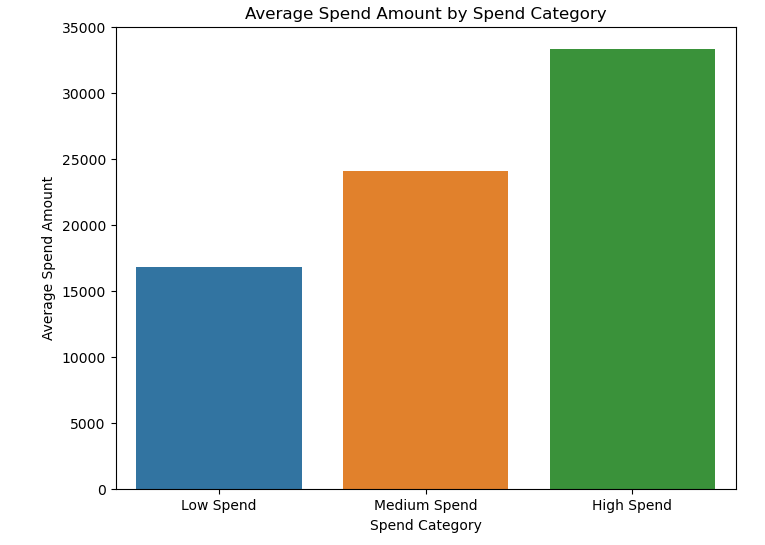 Average Spend Amount by Spend Category
35000
30000
25000
20000
15000
10000
5000
0
Average Spend Amount
Low Spend Medium Spend High Spend
Spend Category